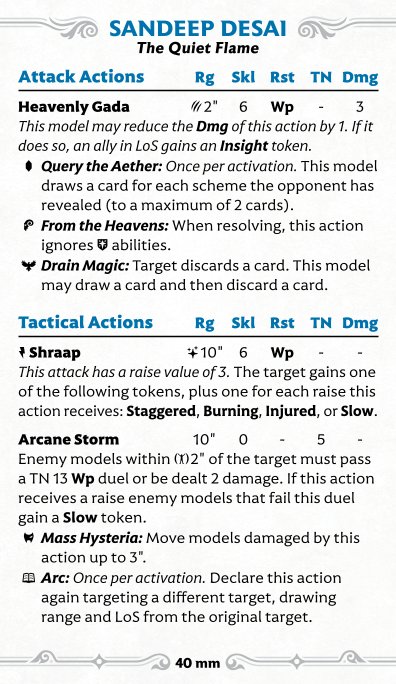 SANDEEP DESAI
The Quiet Flame
Attack Actions Rg Skl Rst TN Dmg
Heavenly Gada 2" 6 Wp - 3
This model may reduce the Dmg of this action by 1. If it
does so, an ally in LoS gains an Insight token.
Query the Aether: Once per activation. This model
draws a card for each scheme the opponent has
revealed (to a maximum of 2 cards).
From the Heavens: When resolving, this action
ignores abilities.
Drain Magic: Target discards a card. This model
may draw a card and then discard a card.
Tactical Actions Rg Skl Rst TN Dmg
Shraap 10" 6 Wp - -
This attack has a raise value of 3. The target gains one
of the following tokens, plus one for each raise this
action receives: Staggered, Burning, Injured, or Slow.
Arcane Storm 10" 0 - 5 -
Enemy models within 2" of the target must pass
a TN 13 Wp duel or be dealt 2 damage. If this action
receives a raise enemy models that fail this duel
gain a Slow token.
Mass Hysteria: Move models damaged by this
action up to 3".
Arc: Once per activation. Declare this action
again targeting a different target, drawing
range and LoS from the original target.
40 mm